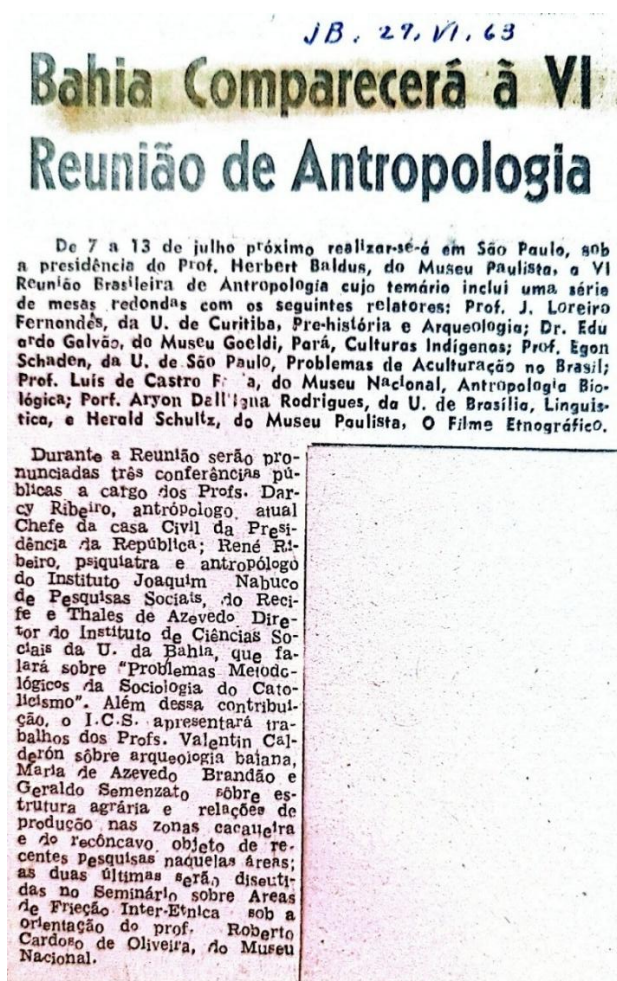 JB. 27. VI. 63
Bahia Comparecerá à VI
Reunião de Antropologia
De 7 a 13 de julho próximo realizar-se-á em São Paulo, sob
a presidência do Prof. Herbert Baldus, do Museu Paulista, a VI
Reunião Brasileira de Antropologia cujo temário inclui uma série
de mesas redondas com os seguintes relatores: Prof. J. Loreiro
Fernandes, da U. de Curitiba, Pre-história e Arqueologia; Dr. Edu
ardo Galvão, do Museu Goeldi, Pará, Culturas Indígenas; Prof. Egon
Schaden, da U. de São Paulo, Problemas de Aculturação no Brasil;
Prof. Luís de Castro do Museu Nacional, Antropologia Bio-
lógica; Porf. Aryon Dall'Igna Rodrigues, da U. de Brasília, Linguis-
tica, e Herald Schultz, do Museu Paulista, O Filme Etnográfico.
Durante a Reunião serão pro-
nunciadas três conferências pú-
blicas a cargo dos Profs. Dar-
cy Ribeiro, antrópologo, atual
Chefe da casa Civil da Presi-
dência da República; René Ri-
beiro, psiquiatra e antropólogo
do Instituto Joaquim Nabuco
de Pesquisas Sociais, do Reci-
fe e Thales de Azevedo Dire-
tor do Instituto de Ciências So-
ciais da U. da Bahia, que fa-
lará sobre "Problemas Metodo-
lógicos da Sociologia do Cato-
licismo". Além dessa contribui-
ção, o I.C.S. apresentará tra-
balhos dos Profs. Valentin Cal-
derón sôbre arqueologia baiana,
Maria de Azevedo Brandão e
Geraldo Semenzato sôbre es-
trutura agrária e relações de
produção nas zonas cacaueira
e do recôncavo, objeto de re-
centes pesquisas naquelas áreas;
as duas últimas serão discuti-
das no Seminário sobre Areas
de Frieção Inter-Etnica sob a
orientação do prof. Roberto
Cardoso de Oliveira, do Museu
Nacional.